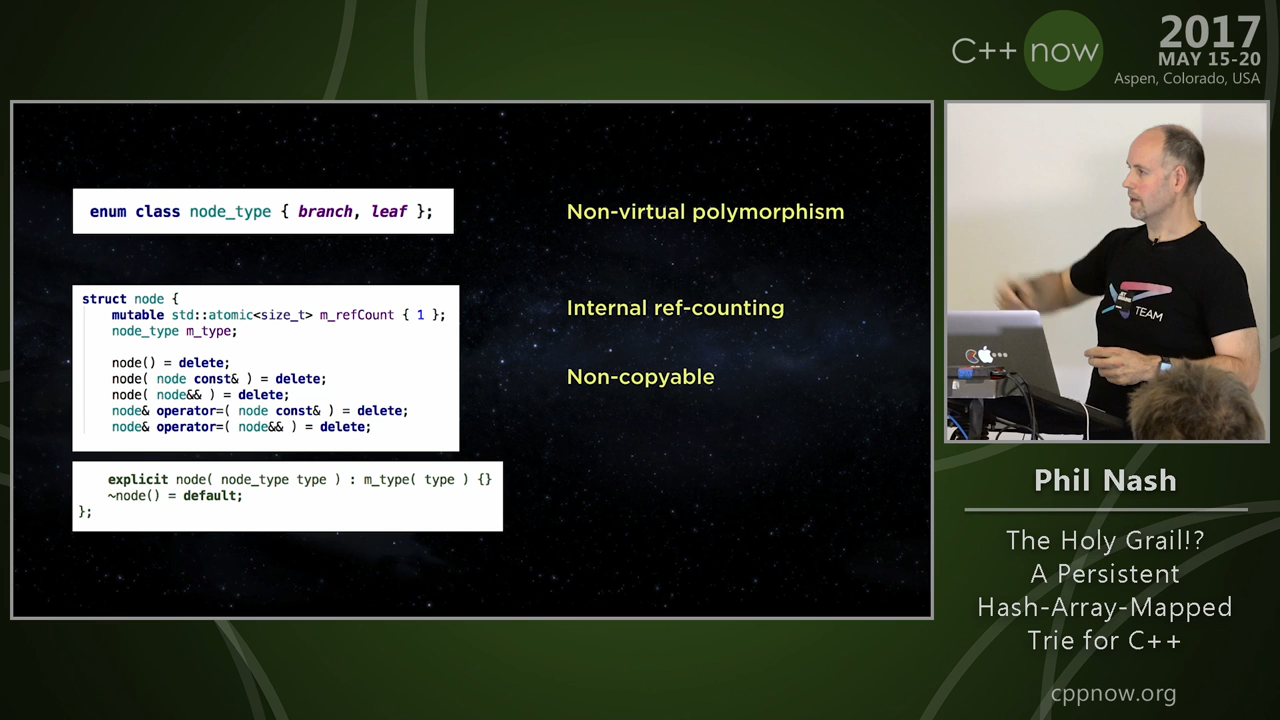 C++ now
2017
MAY 15-20
Aspen, Colorado, USA
enum class node_type { branch, leaf };
Non-virtual polymorphism
struct node {
mutable std::atomic<size_t> m_refCount { 1 };
node_type m_type;
node() = delete;
node( node const& ) = delete;
node( node&& ) = delete;
node& operator=( node const& ) = delete;
node& operator=( node&& ) = delete;
Internal ref-counting
Non-copyable
explicit node( node_type type ) : m_type( type ) {}
~node() = default;
};
TEAM
Phil Nash
The Holy Grail!?
A Persistent
Hash-Array-Mapped
Trie for C++
cppnow.org